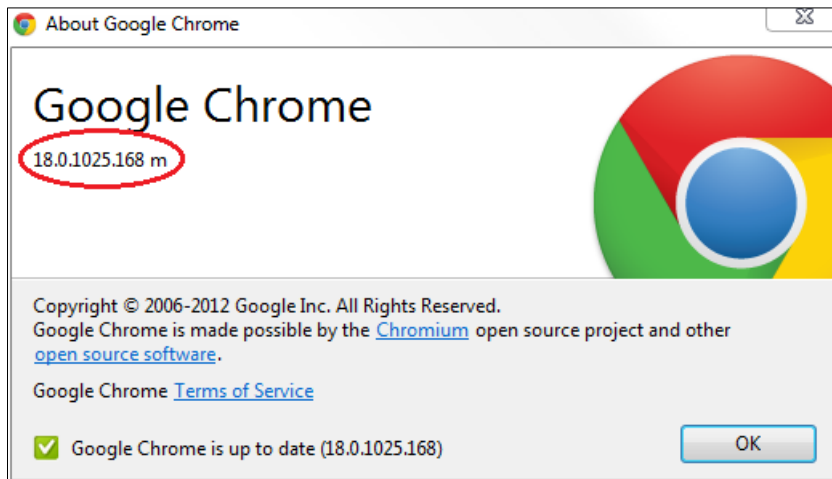 About Google Chrome
Google Chrome
18.0.1025.168 m
Copyright © 2006-2012 Google Inc. All Rights Reserved.
Google Chrome is made possible by the Chromium open source project and other
open source software.
Google Chrome Terms of Service
Google Chrome is up to date (18.0.1025.168)
OK